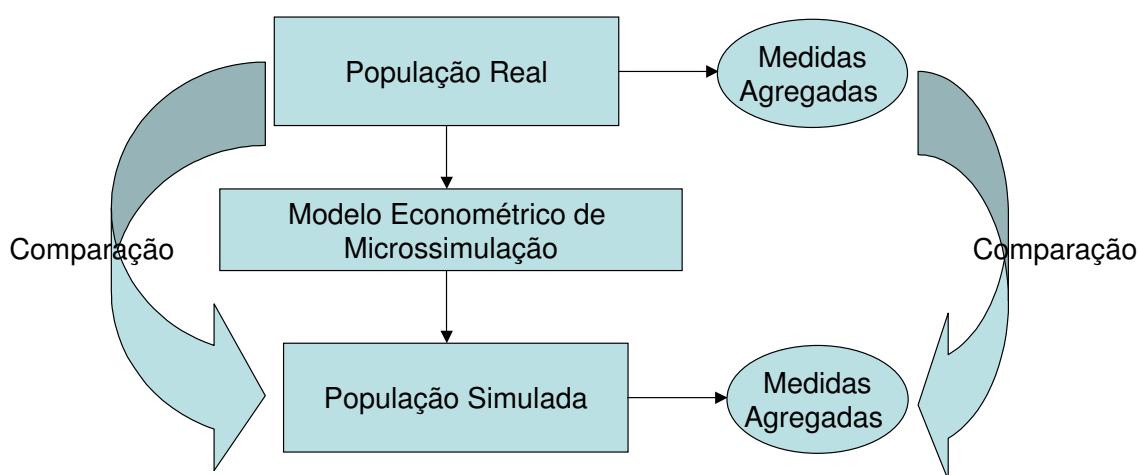 População Real
Medidas
Agregadas
Modelo Econométrico de
Microssimulação
Comparação
Comparação
População Simulada
Medidas
Agregadas